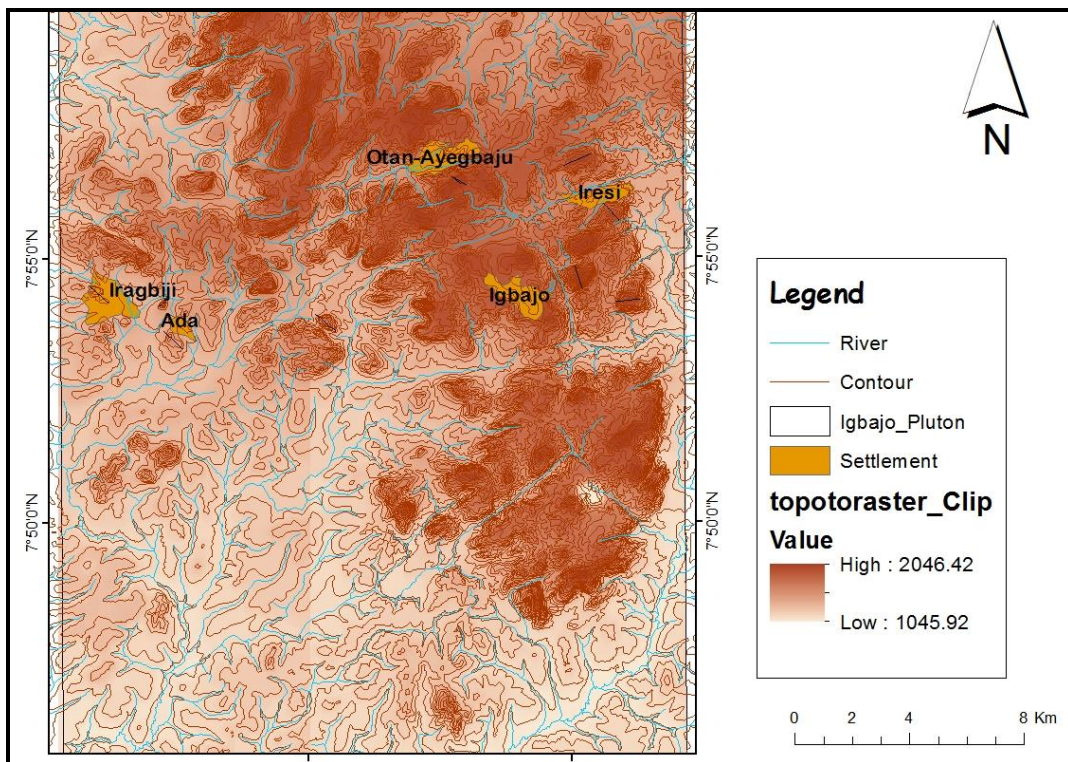 Otan-Ayegbaju
Iresi
Iragbiji
Igbajo
Ada
7°55'0"N
7°55'0"N
7°50'0"N
7°50'0"N
N
Legend
River
Contour
Igbajo_Pluton
Settlement
topotoraster_Clip
Value
High : 2046.42
Low : 1045.92
0 2 4 8 Km